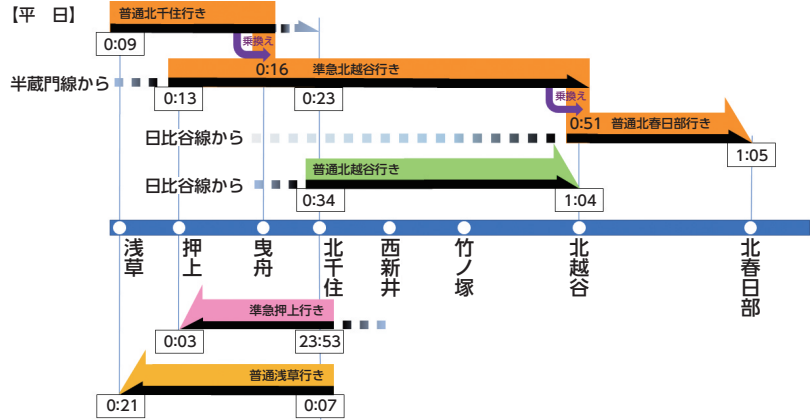 【平　日】
普通北千住行き
0:09
乗換え
0:16
準急北越谷行き
半蔵門線から
0:13
0:23
乗換え
0:51
普通北春日部行き
日比谷線から
1:05
普通北越谷行き
日比谷線から
0:34
1:04
浅草
押上
曳舟
北千住
西新井
竹ノ塚
北越谷
北春日部
準急押上行き
0:03
23:53
普通浅草行き
0:21
0:07